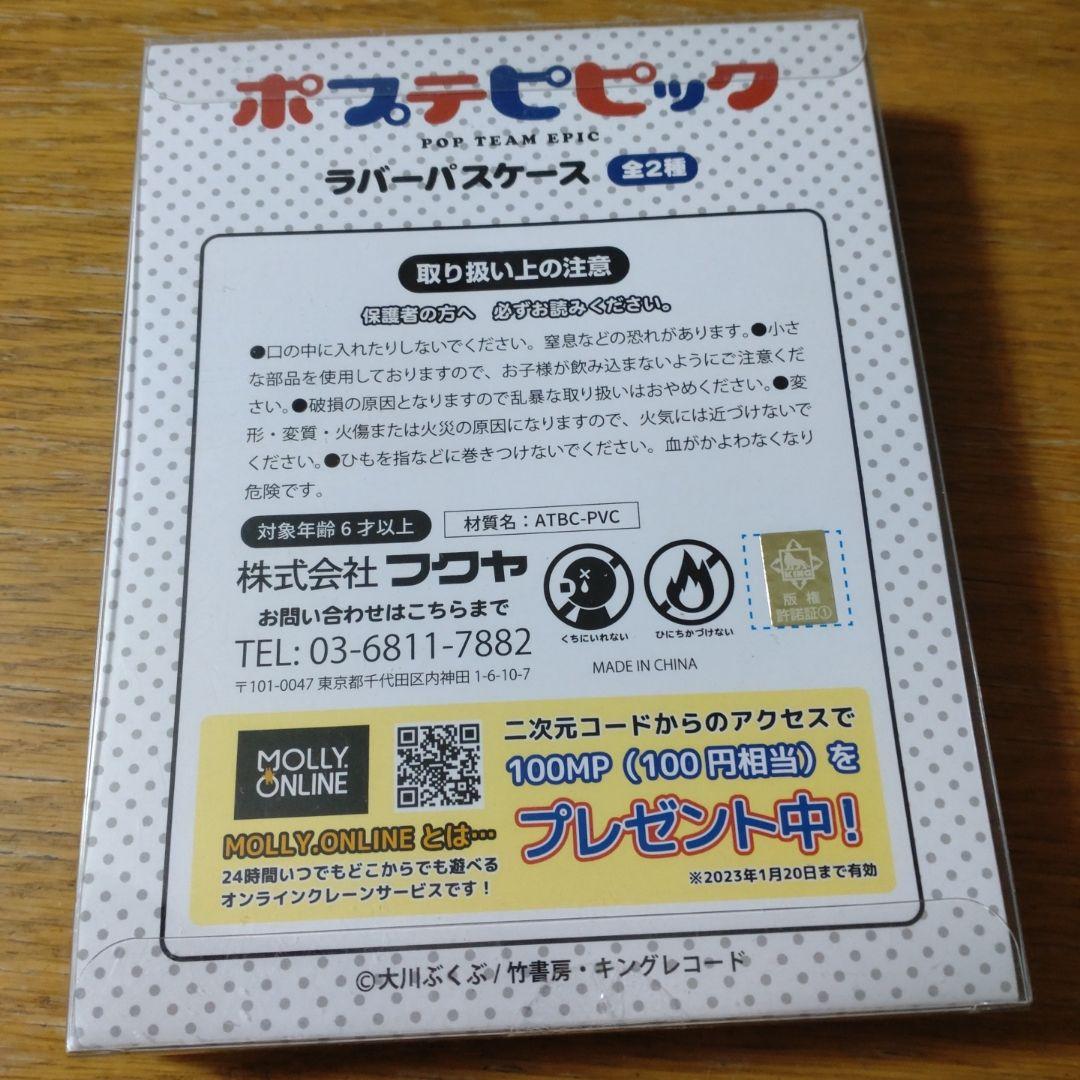 ポプテピピック
POP TEAM EPIC
ラバーパスケース 全2種
取り扱い上の注意
保護者の方へ 必ずお読みください。
●口の中に入れたりしないでください。窒息などの恐れがあります。●小さ
な部品を使用しておりますので、お子様が飲み込まないようにご注意くだ
さい。●破損の原因となりますので乱暴な取り扱いはおやめください。●変
形・変質・火傷または火災の原因になりますので、火気には近づけないで
ください。●ひもを指などに巻きつけないでください。血がかよわなくなり
危険です。
対象年齢6才以上 材質名:ATBC-PVC
株式会社フクヤ
お問い合わせはこちらまで
TEL: 03-6811-7882
〒101-0047 東京都千代田区内神田 1-6-10-7
くちにいれない
ひにちかづけない
MADE IN CHINA
KING
版権
許諾証①
MOLLY.
ONLINE
二次元コードからのアクセスで
100MP(100円相当)を
プレゼント中!
※2023年1月20日まで有効
MOLLY.ONLINEとは…
24時間いつでもどこからでも遊べる
オンラインクレーンサービスです!
©大川ぶくぶ/竹書房・キングレコード